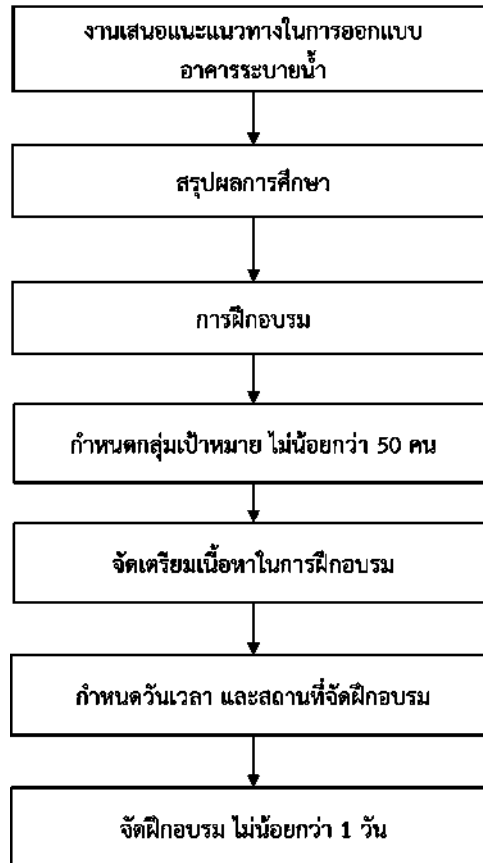 งานเสนอแนะแนวทางในการออกแบบ
อาคารระบายน้ำ
สรุปผลการศึกษา
การฝึกอบรม
กำหนดกลุ่มเป้าหมาย ไม่น้อยกว่า 50 คน
จัดเตรียมเนื้อหาในการฝึกอบรม
กำหนดวันเวลา และสถานที่จัดฝึกอบรม
จัดฝึกอบรม ไม่น้อยกว่า 1 วัน